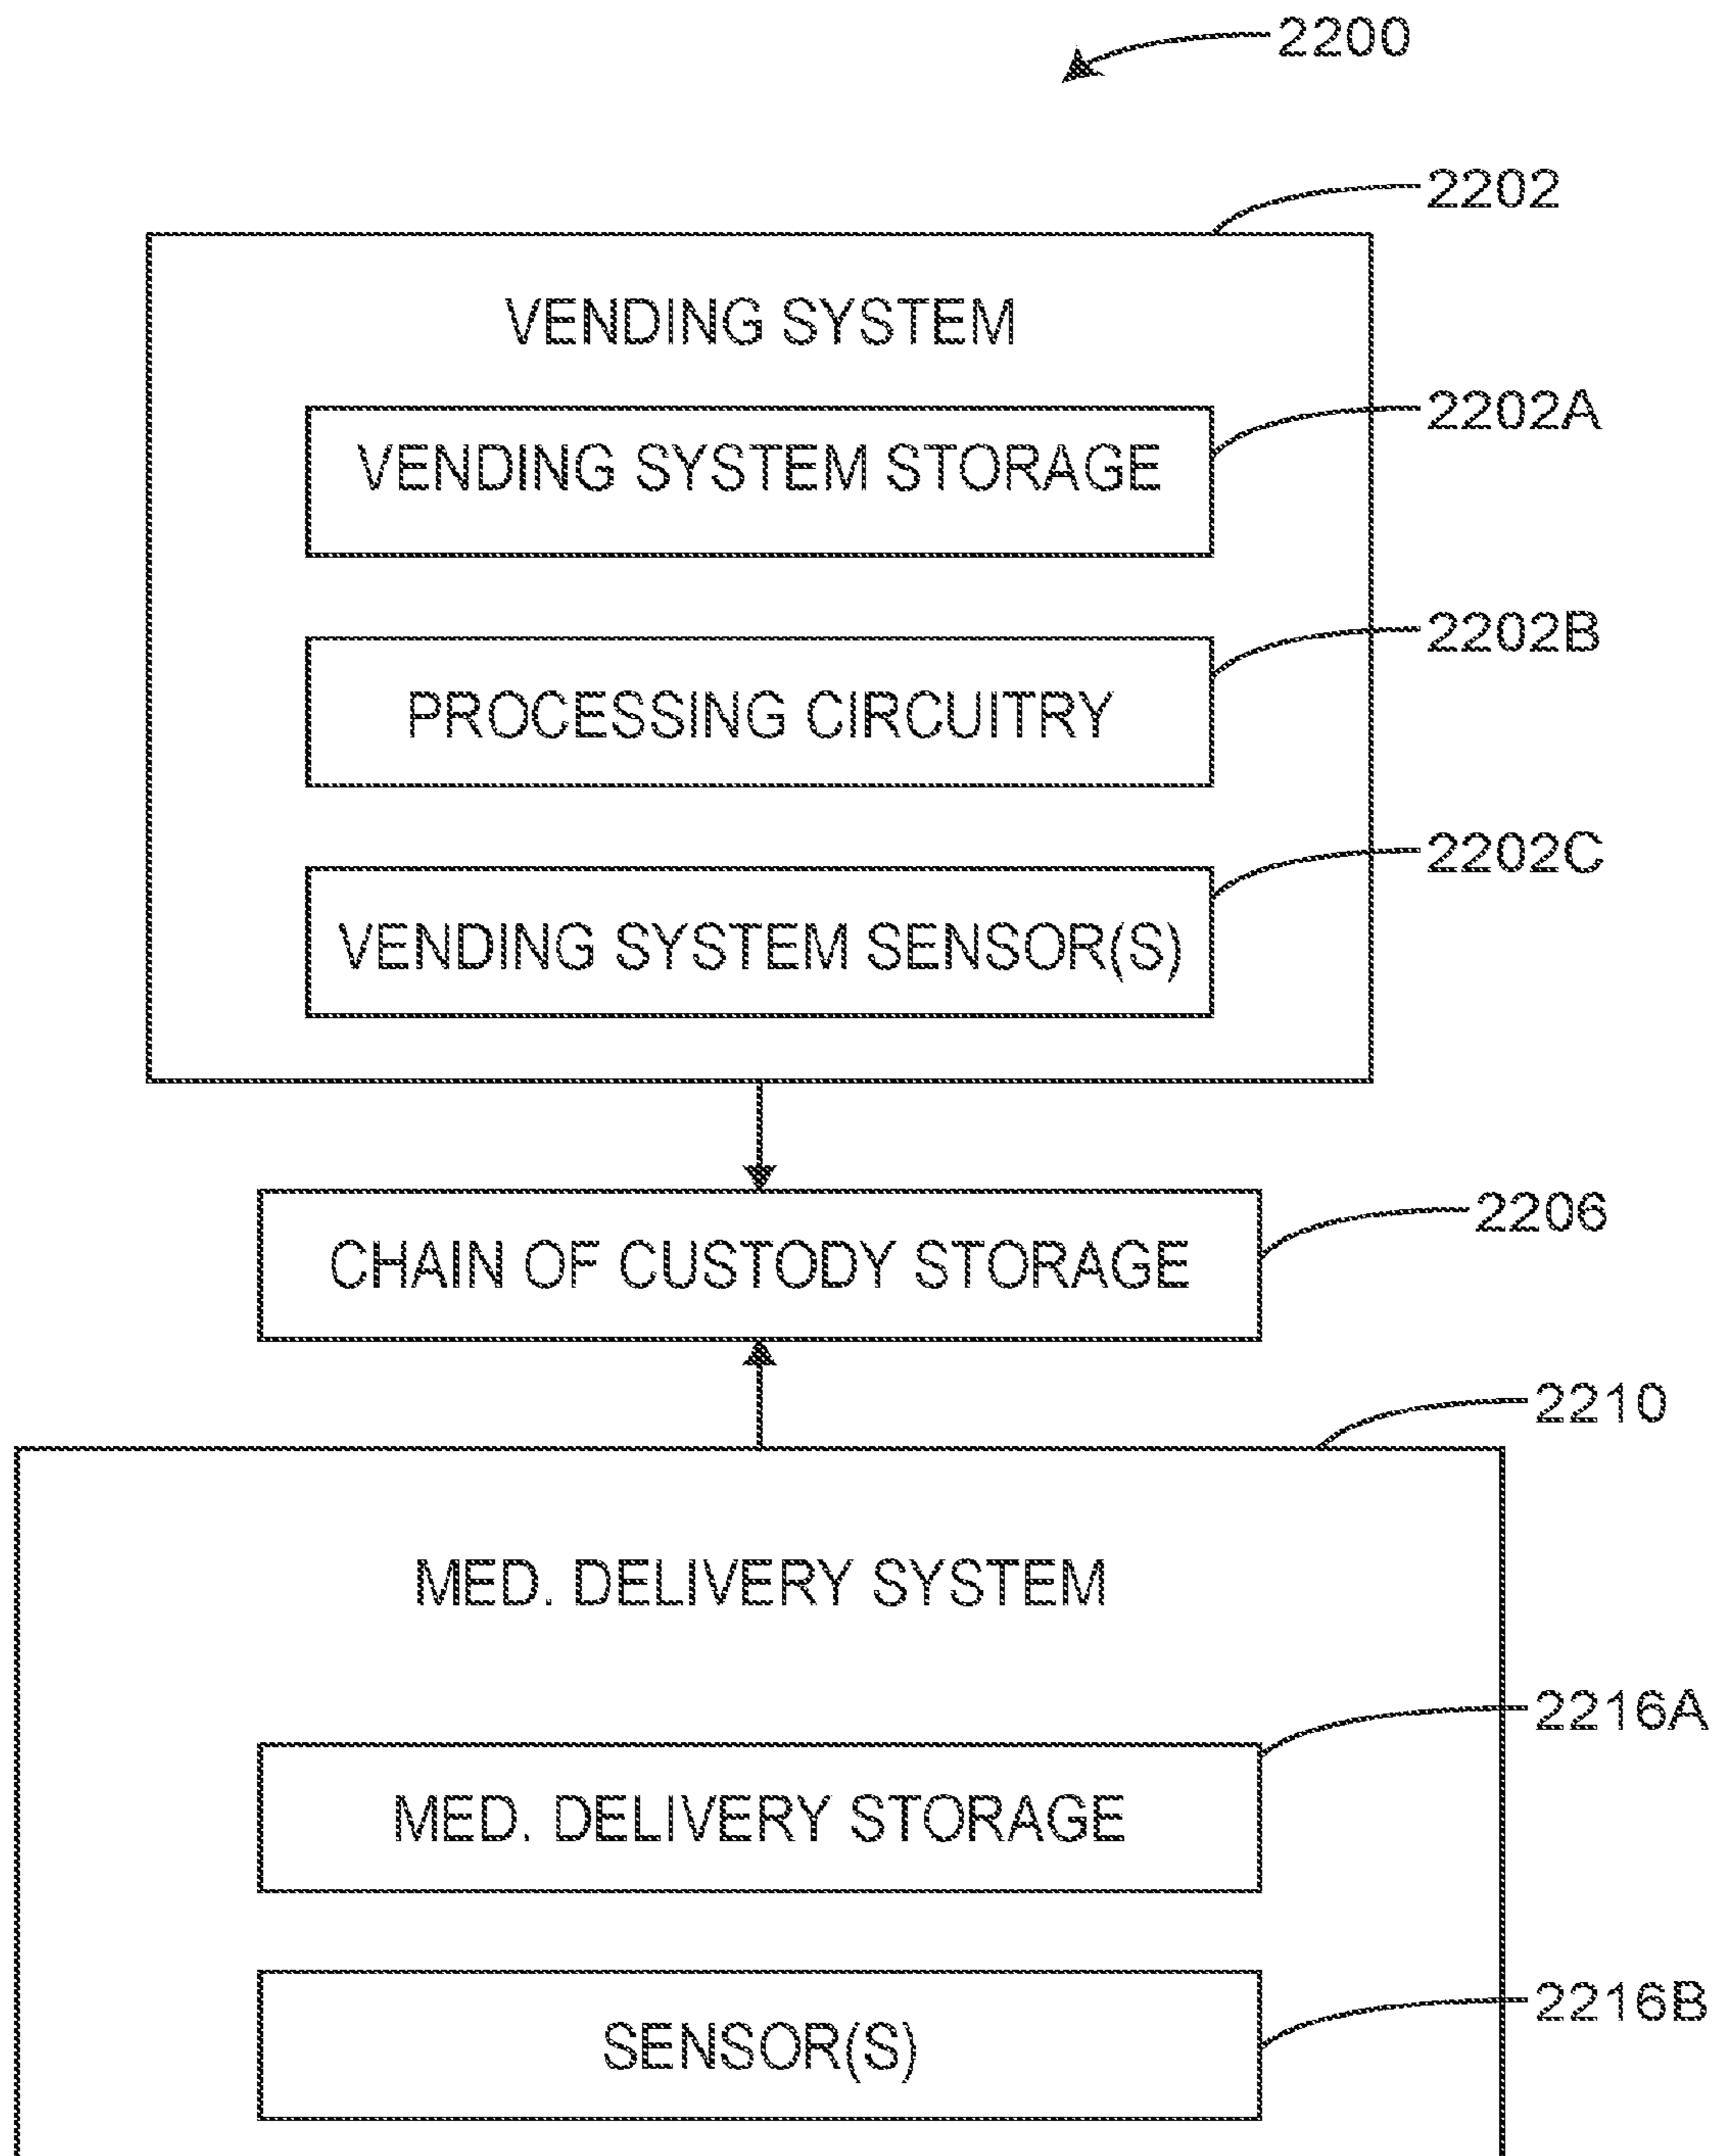 2200
2202
VENDING SYSTEM
2202A
VENDING SYSTEM STORAGE
2202B
PROCESSING CIRCUITRY
2202C
VENDING SYSTEM SENSOR(S)
2206
CHAIN OF CUSTODY STORAGE
2210
MED. DELIVERY SYSTEM
2216A
MED. DELIVERY STORAGE
2216B
SENSOR(S)